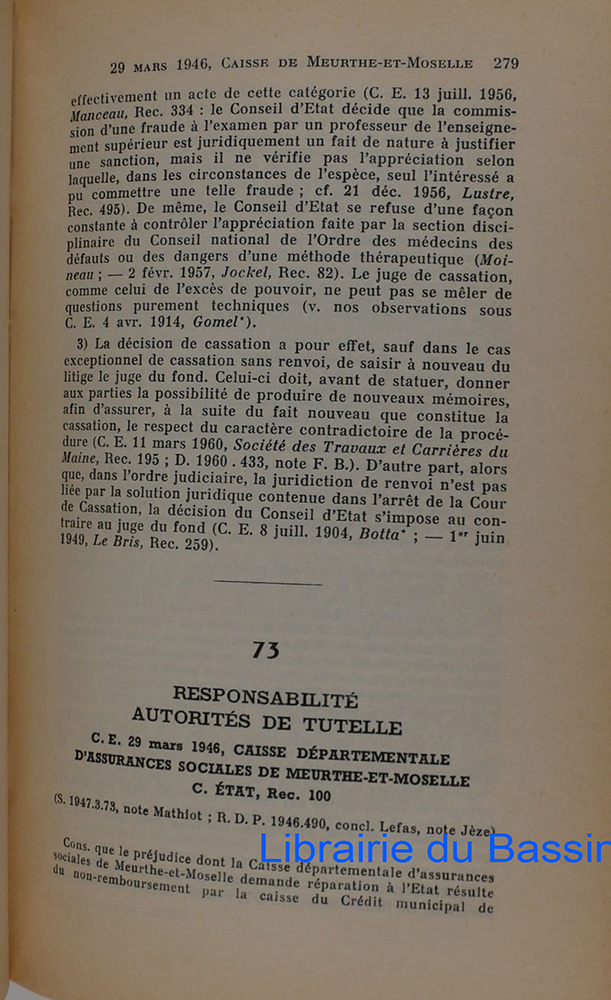 29 MARS 1946, CAISSE DE MEURTHE-ET-MOSELLE 279
effectivement un acte de cette catégorie (C. E. 13 juill. 1956,
Manceau, Rec. 334 : le Conseil d'Etat décide que la commis-
sion d'une fraude à l'examen par un professeur de l'enseigne-
ment supérieur est juridiquement un fait de nature à justifier
une sanction, mais il ne vérifie pas l'appréciation selon
laquelle, dans les circonstances de l'espèce, seul l'intéressé a
pu commettre une telle fraude ; cf. 21 déc. 1956, Lustre,
Rec. 495). De même, le Conseil d'Etat se refuse d'une façon
constante à contrôler l'appréciation faite par la section disci-
plinaire du Conseil national de l'Ordre des médecins des
défauts ou des dangers d'une méthode thérapeutique (Moi-
neau ; — 2 févr. 1957, Jockel, Rec. 82). Le juge de cassation,
comme celui de l'excès de pouvoir, ne peut pas se mêler de
questions purement techniques (v. nos observations sous
C. E. 4 avr. 1914, Gomel*).
3) La décision de cassation a pour effet, sauf dans le cas
exceptionnel de cassation sans renvoi, de saisir à nouveau du
litige le juge du fond. Celui-ci doit, avant de statuer, donner
aux parties la possibilité de produire de nouveaux mémoires,
afin d'assurer, à la suite du fait nouveau que constitue la
cassation, le respect du caractère contradictoire de la procé-
dure (C. E. 11 mars 1960, Société des Travaux et Carrières du
Maine, Rec. 195 ; D. 1960 . 433, note F. B.). D'autre part, alors
que, dans l'ordre judiciaire, la juridiction de renvoi n'est pas
liée par la solution juridique contenue dans l'arrêt de la Cour
de Cassation, la décision du Conseil d'Etat s'impose au con-
traire au juge du fond (C. E. 8 juill. 1904, Botta* ; — 1er juin
1949, Le Bris, Rec. 259).
73
RESPONSABILITÉ
AUTORITÉS DE TUTELLE
C. E. 29 mars 1946, CAISSE DÉPARTEMENTALE
D'ASSURANCES SOCIALES DE MEURTHE-ET-MOSELLE
C. ÉTAT, Rec. 100
(S. 1947.3.73, note Mathiot ; R. D. P. 1946.490, concl. Lefas, note Jèze)
Cons. que le préjudice dont la Caisse départementale d'assurances
sociales de Meurthe-et-Moselle demande réparation à l'Etat résulte
du non-remboursement par la caisse du Crédit municipal de
Librairie du Bassin